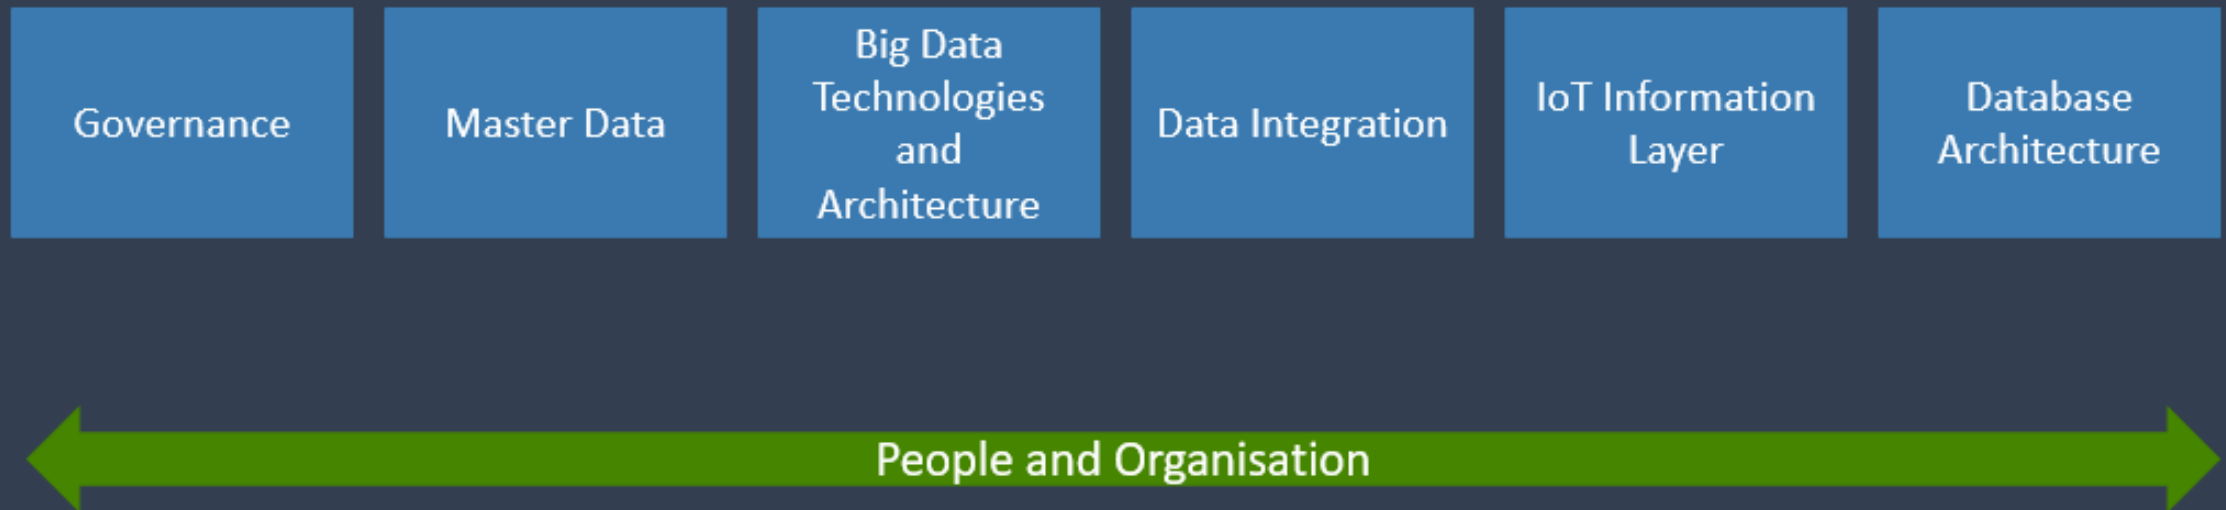 Governance
Master Data
Big Data
Technologies
and
Architecture
Data Integration
IoT Information
Layer
Database
Architecture
People and Organisation